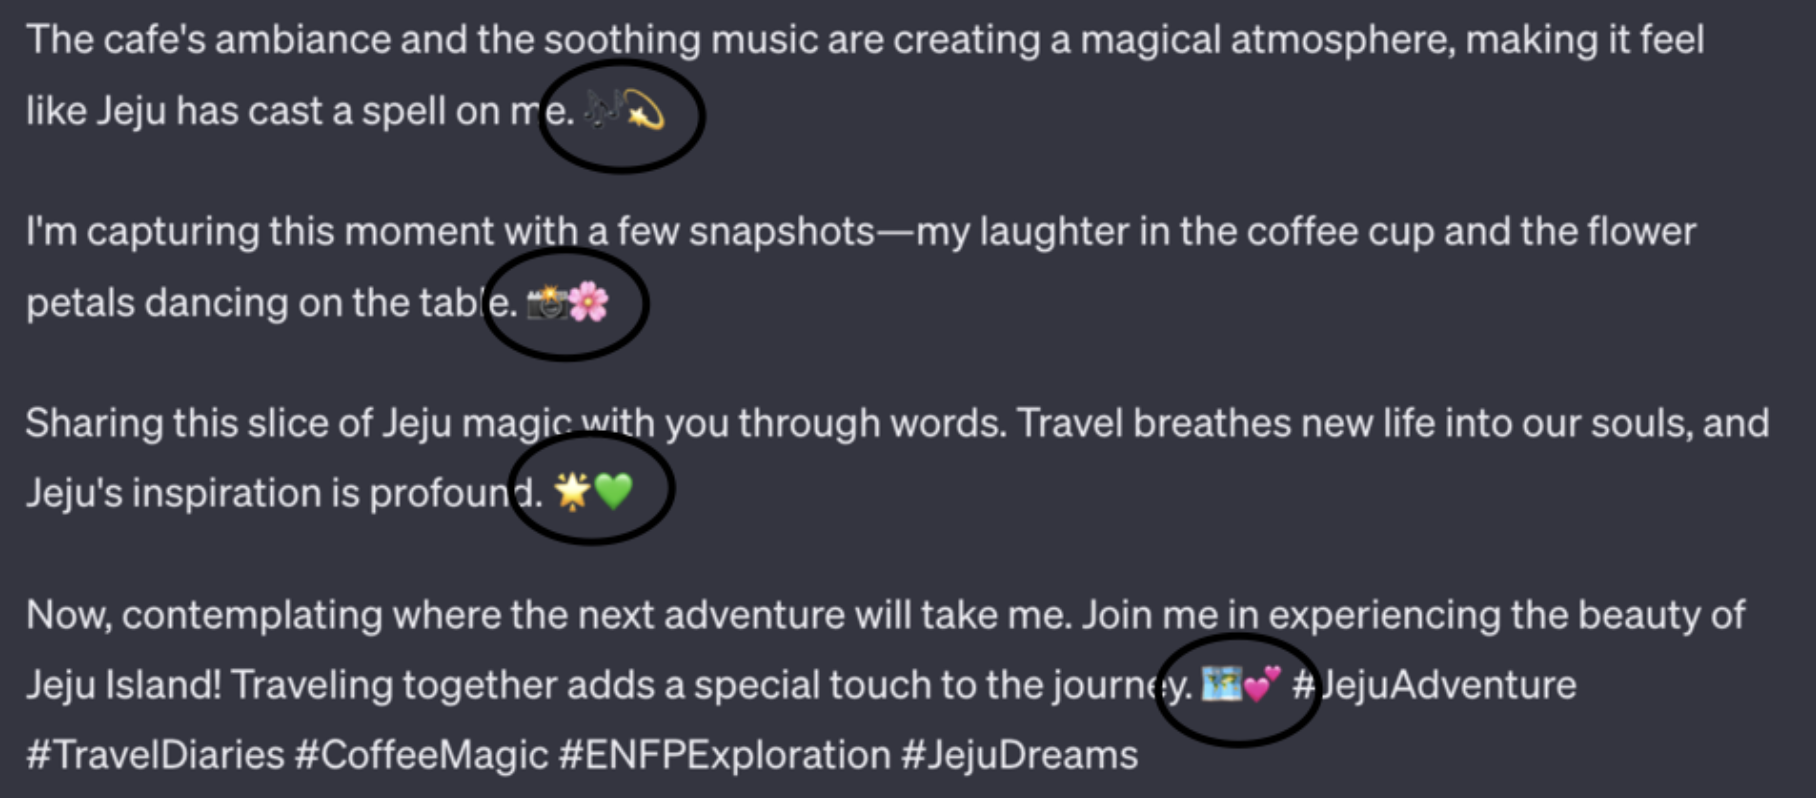 The cafe's ambiance and the soothing music are creating a magical atmosphere, making it feel
like Jeju has cast a spell on me. 🎶💫
I'm capturing this moment with a few snapshots—my laughter in the coffee cup and the flower
petals dancing on the table. 📸🌸
Sharing this slice of Jeju magic with you through words. Travel breathes new life into our souls, and
Jeju's inspiration is profound. 🌟💚
Now, contemplating where the next adventure will take me. Join me in experiencing the beauty of
Jeju Island! Traveling together adds a special touch to the journey. 🗺️💕 #JejuAdventure
#TravelDiaries #CoffeeMagic #ENFPExploration #JejuDreams